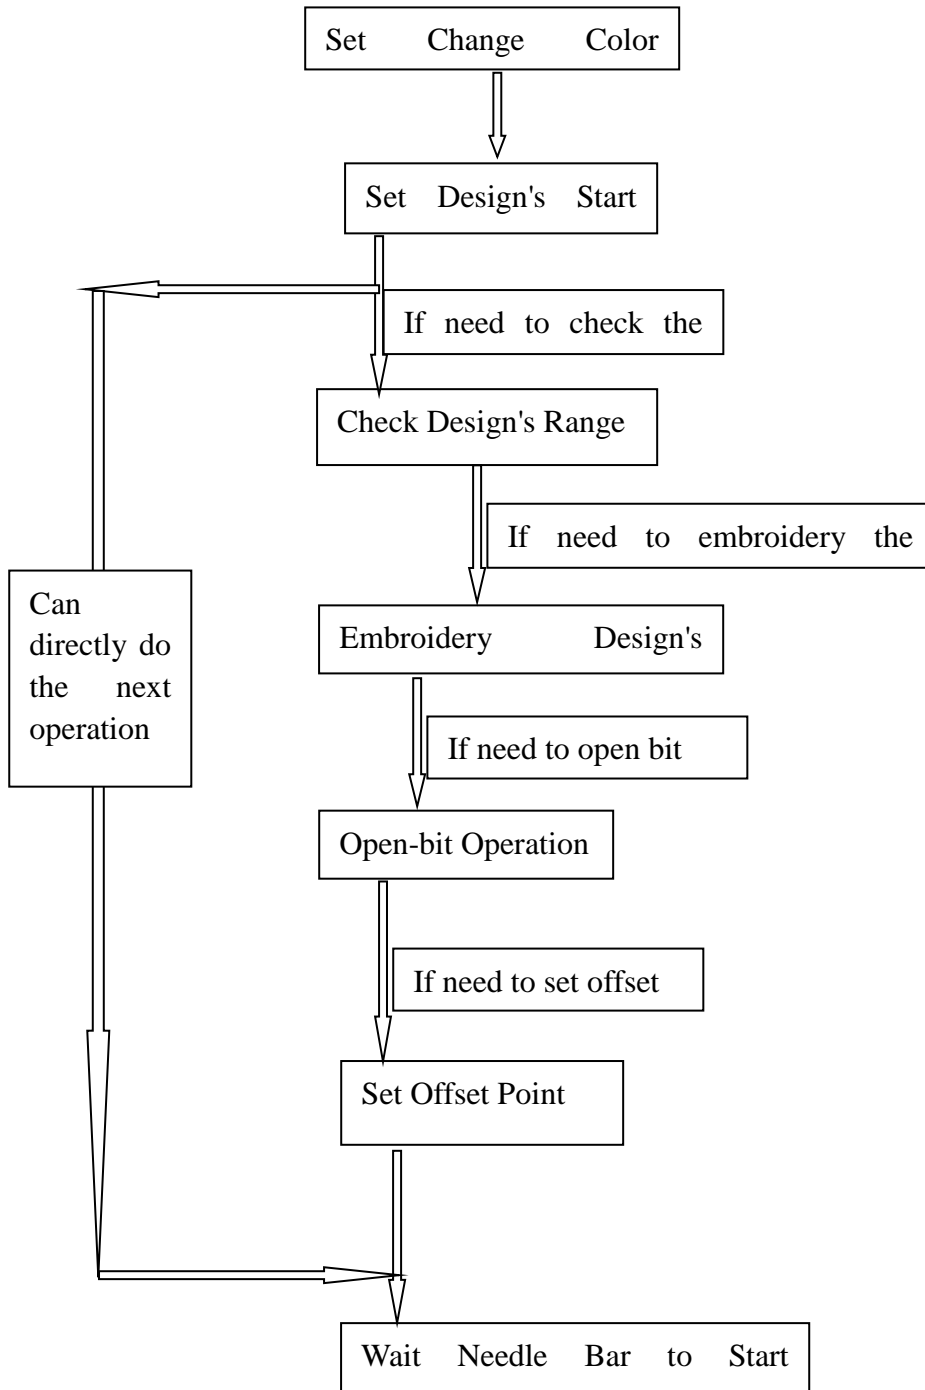 Set Change Color
Set Design's Start
If need to check the
Check Design's Range
If need to embroidery the
Can
directly do
the next
operation
Embroidery Design's
If need to open bit
Open-bit Operation
If need to set offset
Set Offset Point
Wait Needle Bar to Start